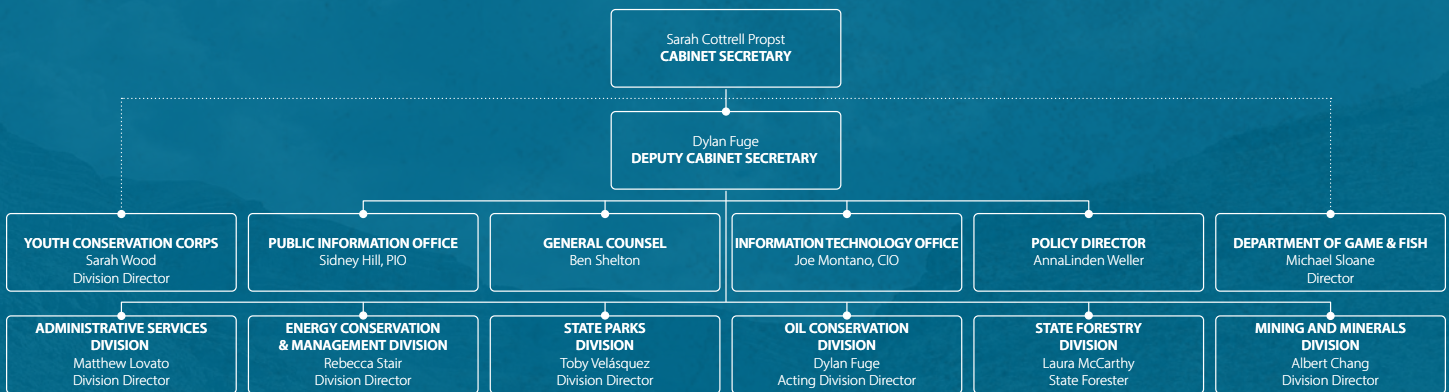 Sarah Cottrell Propst
CABINET SECRETARY
Dylan Fuge
DEPUTY CABINET SECRETARY
YOUTH CONSERVATION CORPS
Sarah Wood
Division Director
PUBLIC INFORMATION OFFICE
Sidney Hill, PIO
GENERAL COUNSEL
Ben Shelton
INFORMATION TECHNOLOGY OFFICE
Joe Montano, CIO
POLICY DIRECTOR
AnnaLinden Weller
DEPARTMENT OF GAME & FISH
Michael Sloane
Director
ADMINISTRATIVE SERVICES
DIVISION
Matthew Lovato
Division Director
ENERGY CONSERVATION
& MANAGEMENT DIVISION
Rebecca Stair
Division Director
STATE PARKS
DIVISION
Toby Velásquez
Division Director
OIL CONSERVATION
DIVISION
Dylan Fuge
Acting Division Director
STATE FORESTRY
DIVISION
Laura McCarthy
State Forester
MINING AND MINERALS
DIVISION
Albert Chang
Division Director